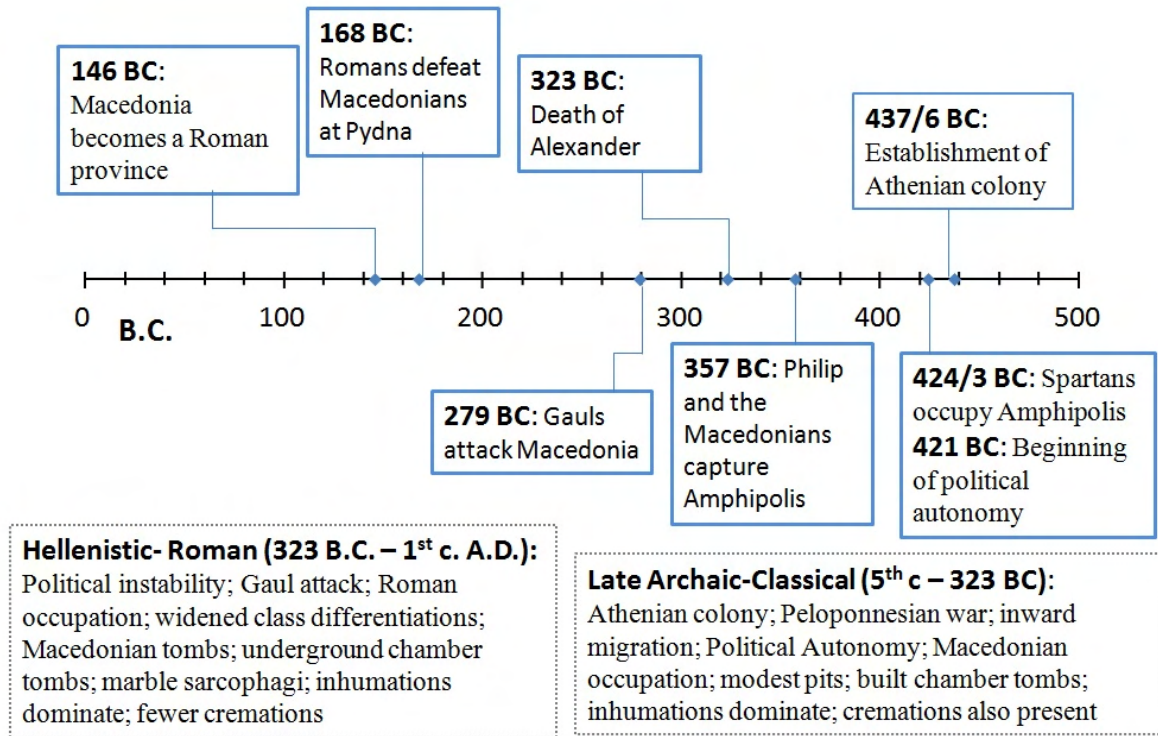 146 BC:
Macedonia
becomes a Roman
province
168 BC:
Romans defeat
Macedonians
at Pydna
323 BC:
Death of
Alexander
437/6 BC:
Establishment of
Athenian colony
0 100 200 300 400 500
B.C.
279 BC: Gauls
attack Macedonia
357 BC: Philip
and the
Macedonians
capture
Amphipolis
424/3 BC: Spartans
occupy Amphipolis
421 BC: Beginning
of political
autonomy
Hellenistic- Roman (323 B.C. – 1st c. A.D.):
Political instability; Gaul attack; Roman
occupation; widened class differentiations;
Macedonian tombs; underground chamber
tombs; marble sarcophagi; inhumations
dominate; fewer cremations
Late Archaic-Classical (5th c – 323 BC):
Athenian colony; Peloponnesian war; inward
migration; Political Autonomy; Macedonian
occupation; modest pits; built chamber tombs;
inhumations dominate; cremations also present